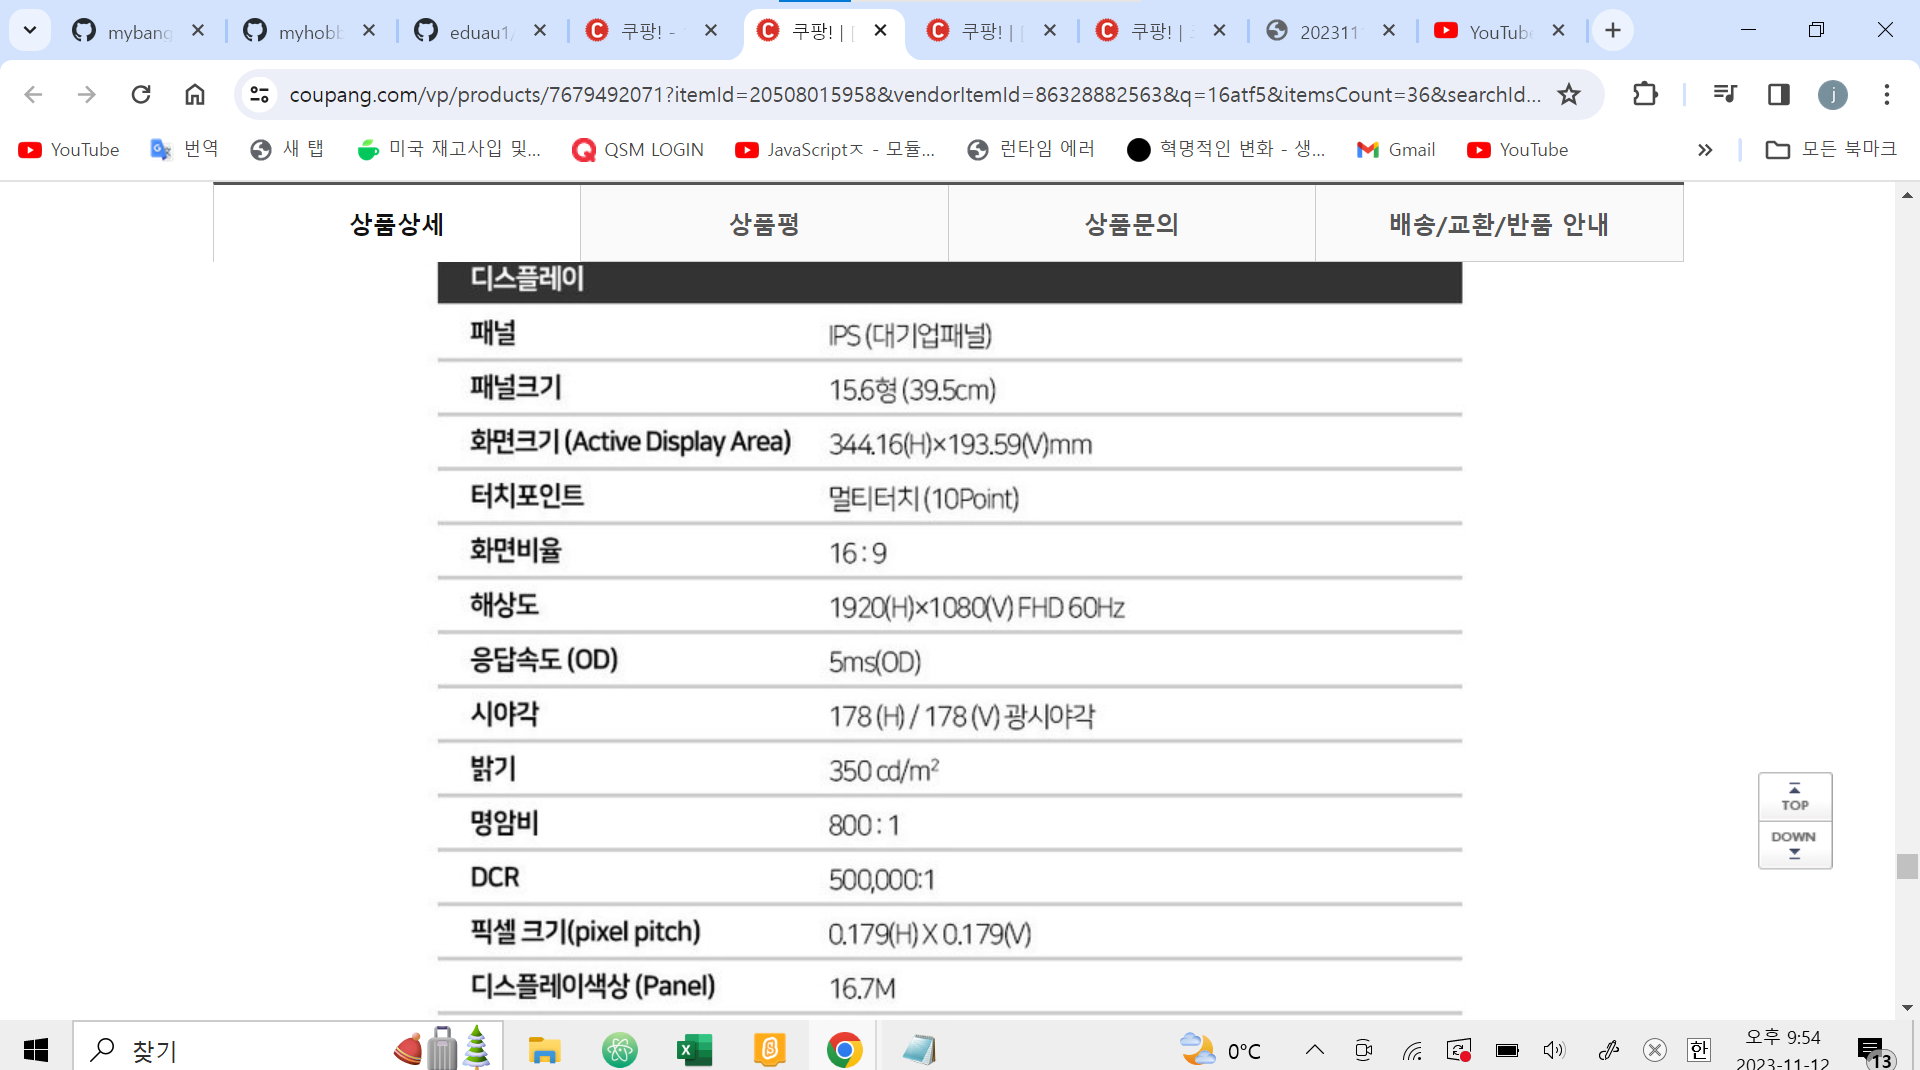 mybang
myhobb
eduau1/
쿠팡! -
쿠팡! | [
쿠팡! | [
쿠팡! |
202311
YouTube
coupang.com/vp/products/7679492071?itemId=20508015958&vendorItemId=86328882563&q=16atf5&itemsCount=36&searchId...
j
YouTube
번역
새 탭
미국 재고사입 및...
QSM LOGIN
JavaScriptㅈ - 모듈...
런타임 에러
혁명적인 변화 - 생...
Gmail
YouTube
모든 북마크
상품상세
상품평
상품문의
배송/교환/반품 안내
디스플레이
패널 IPS (대기업패널)
패널크기 15.6형 (39.5cm)
화면크기 (Active Display Area) 344.16(H)×193.59(V)mm
터치포인트 멀티터치 (10Point)
화면비율 16 : 9
해상도 1920(H)×1080(V) FHD 60Hz
응답속도 (OD) 5ms(OD)
시야각 178 (H) / 178 (V) 광시야각
밝기 350 cd/m²
명암비 800 : 1
DCR 500,000:1
픽셀 크기(pixel pitch) 0.179(H) X 0.179(V)
디스플레이색상 (Panel) 16.7M
TOP
DOWN
찾기
0°C
한
오후 9:54
2023-11-12
13